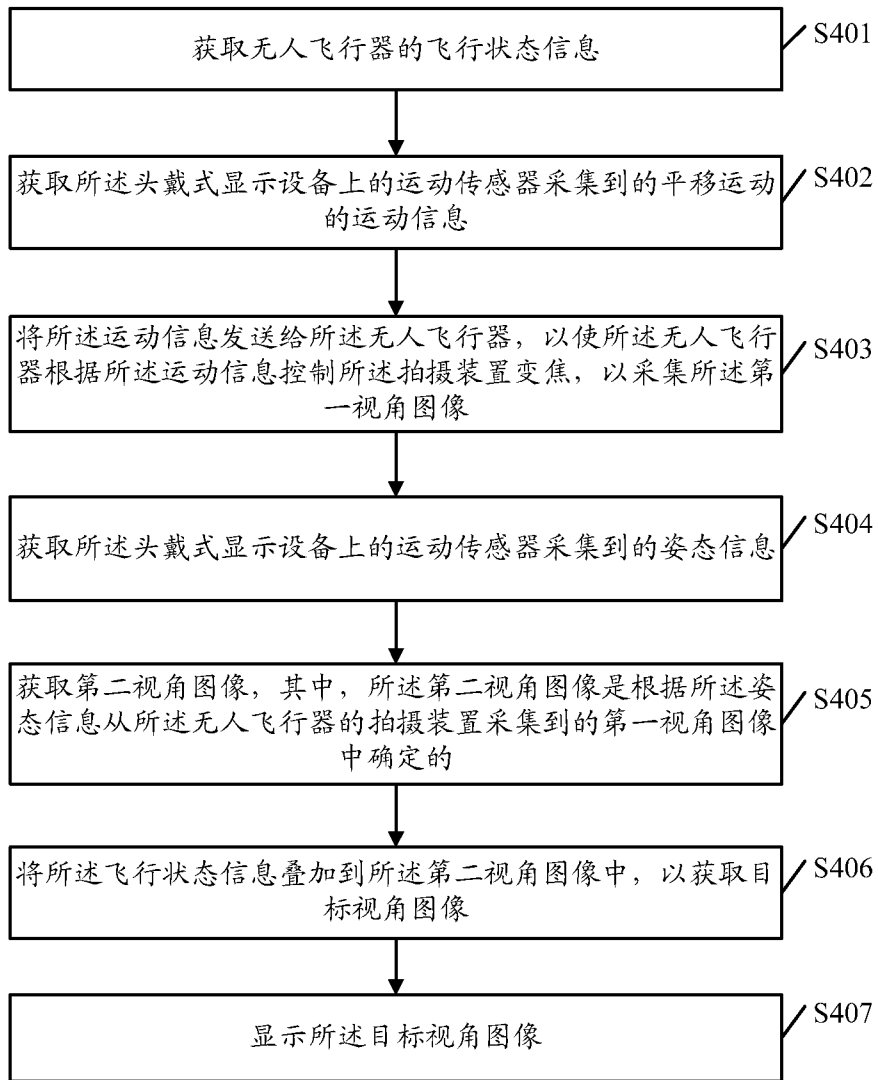 获取无人飞行器的飞行状态信息
S401
获取所述头戴式显示设备上的运动传感器采集到的平移运动
的运动信息
S402
将所述运动信息发送给所述无人飞行器，以使所述无人飞行
器根据所述运动信息控制所述拍摄装置变焦，以采集所述第
一视角图像
S403
获取所述头戴式显示设备上的运动传感器采集到的姿态信息
S404
获取第二视角图像，其中，所述第二视角图像是根据所述姿
态信息从所述无人飞行器的拍摄装置采集到的第一视角图像
中确定的
S405
将所述飞行状态信息叠加到所述第二视角图像中，以获取目
标视角图像
S406
显示所述目标视角图像
S407